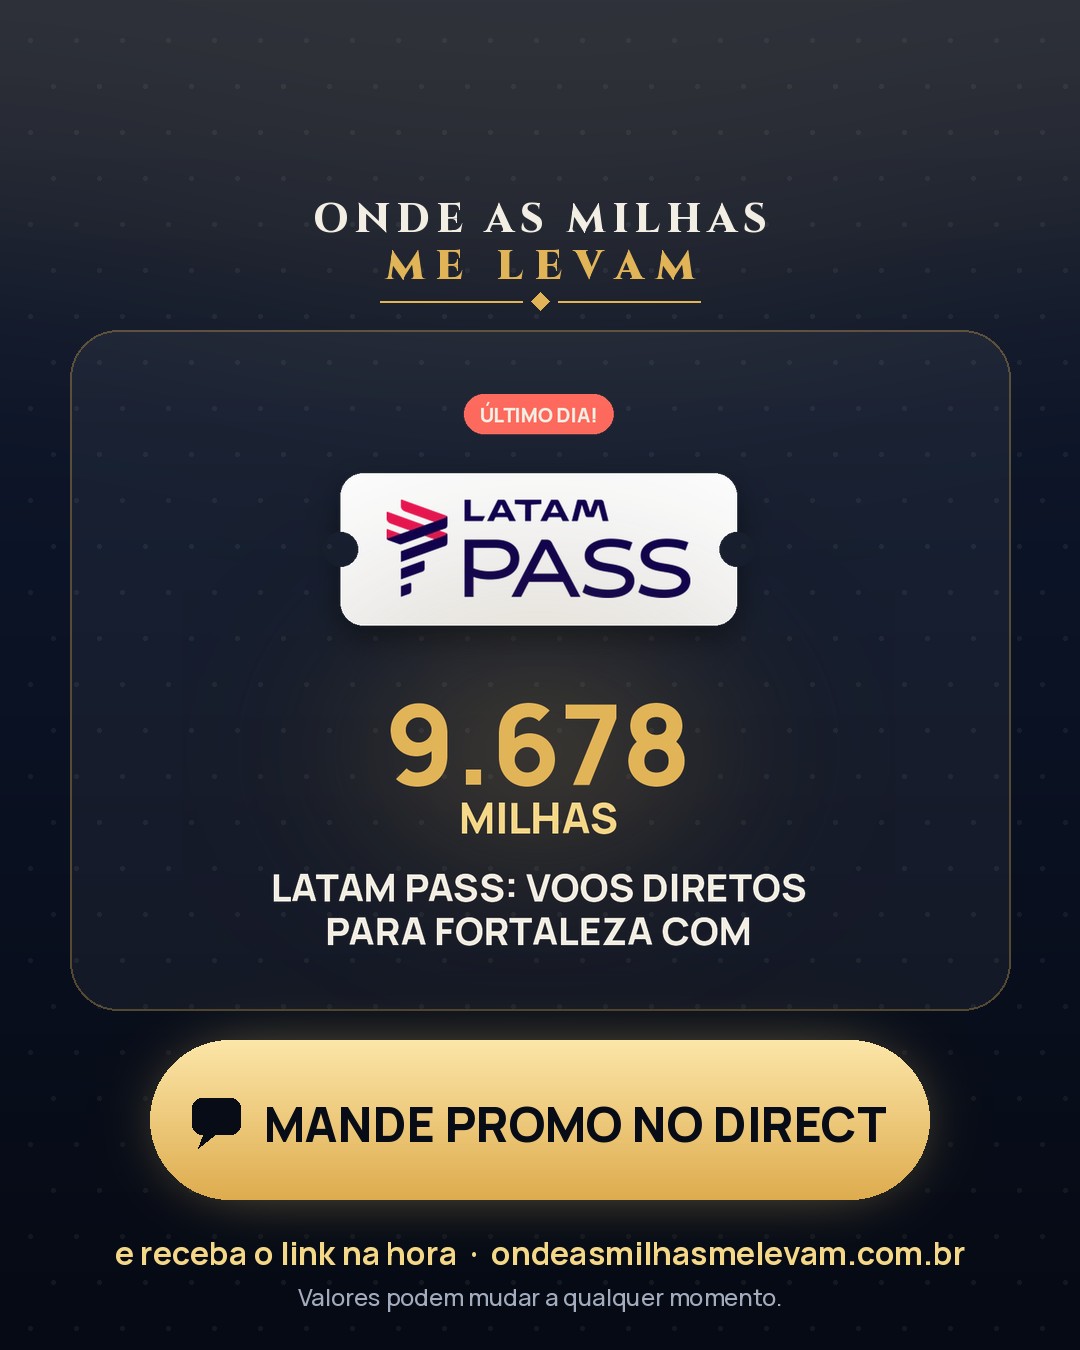 ONDE AS MILHAS
ME LEVAM
ÚLTIMO DIA!
LATAM
PASS
9.678
MILHAS
LATAM PASS: VOOS DIRETOS
PARA FORTALEZA COM
MANDE PROMO NO DIRECT
e receba o link na hora · ondeasmilhasmelevam.com.br
Valores podem mudar a qualquer momento.